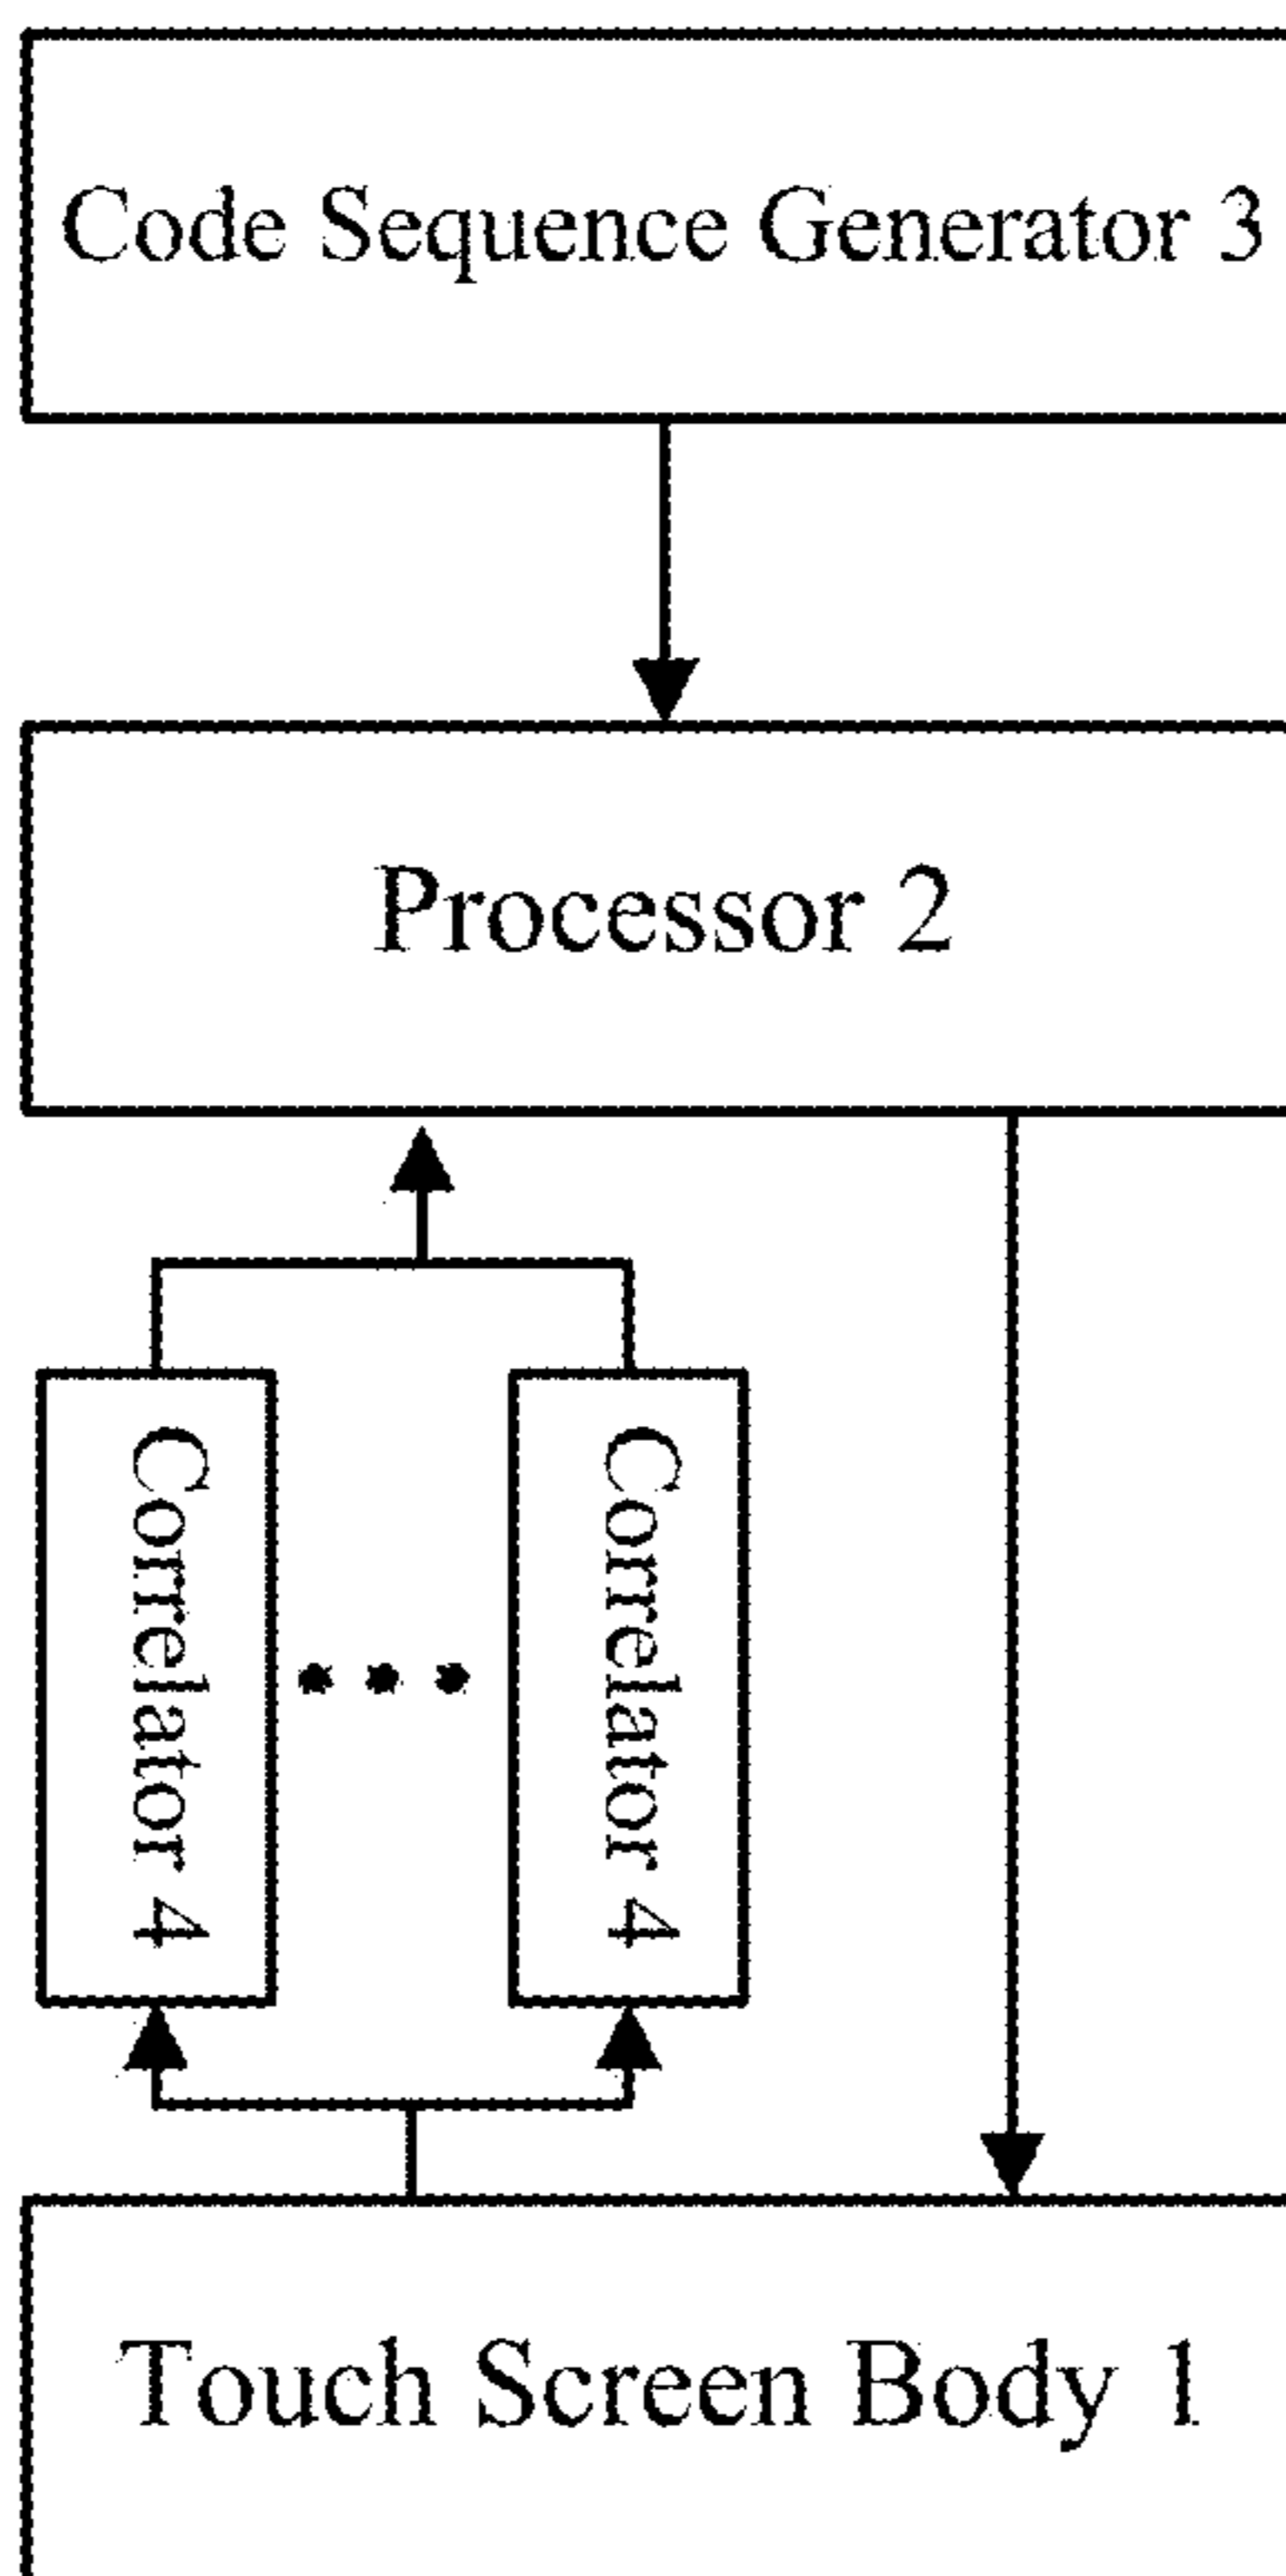 Code Sequence Generator 3
Processor 2
Correlator 4
Correlator 4
Touch Screen Body 1